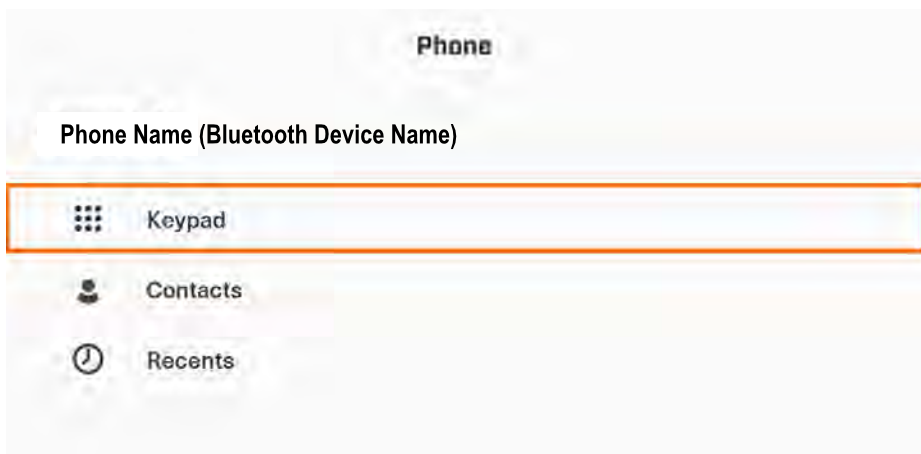 Phone
Phone Name (Bluetooth Device Name)
Keypad
Contacts
Recents